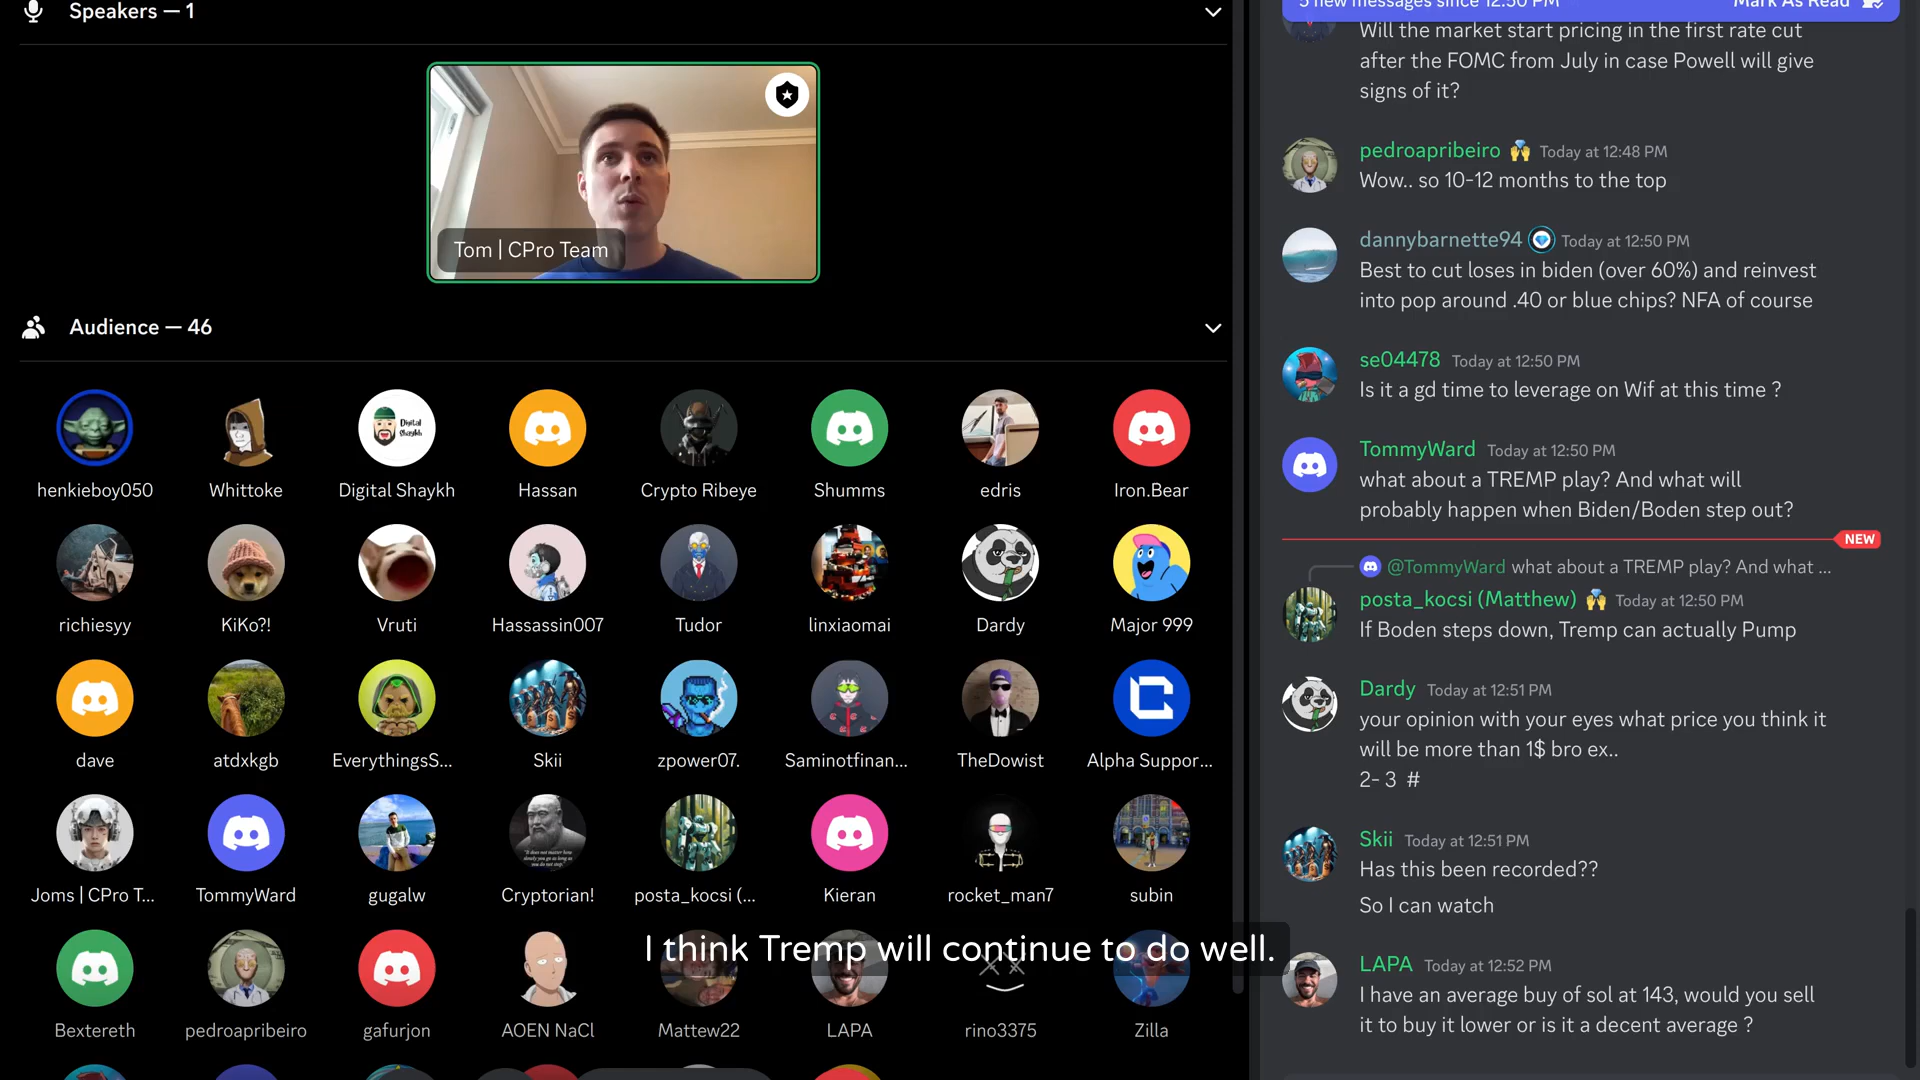 Speakers — 1
Tom | CPro Team
Audience — 46
henkieboy050
Whittoke
Digital Shaykh
Hassan
Crypto Ribeye
Shumms
edris
Iron.Bear
richiesyy
KiKo?!
Vruti
Hassassin007
Tudor
linxiaomai
Dardy
Major 999
dave
atdxkgb
EverythingsS...
Skii
zpower07.
Saminotfinan...
TheDowist
Alpha Suppor...
Joms | CPro T...
TommyWard
gugalw
Cryptorian!
posta_kocsi (...
Kieran
rocket_man7
subin
Bextereth
pedroapribeiro
gafurjon
AOEN NaCl
Mattew22
LAPA
rino3375
Zilla
I think Tremp will continue to do well.
5 new messages since 12:50 PM
Mark As Read
Will the market start pricing in the first rate cut
after the FOMC from July in case Powell will give
signs of it?
pedroapribeiro Today at 12:48 PM
Wow.. so 10-12 months to the top
dannybarnette94 Today at 12:50 PM
Best to cut loses in biden (over 60%) and reinvest
into pop around .40 or blue chips? NFA of course
se04478 Today at 12:50 PM
Is it a gd time to leverage on Wif at this time ?
TommyWard Today at 12:50 PM
what about a TREMP play? And what will
probably happen when Biden/Boden step out?
NEW
@TommyWard what about a TREMP play? And what ...
posta_kocsi (Matthew) Today at 12:50 PM
If Boden steps down, Tremp can actually Pump
Dardy Today at 12:51 PM
your opinion with your eyes what price you think it
will be more than 1$ bro ex..
2- 3 #
Skii Today at 12:51 PM
Has this been recorded??
So I can watch
LAPA Today at 12:52 PM
I have an average buy of sol at 143, would you sell
it to buy it lower or is it a decent average ?